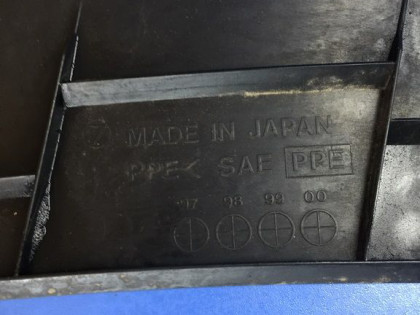 MADE IN JAPAN
PPE< SAE PPE
97 98 99 00